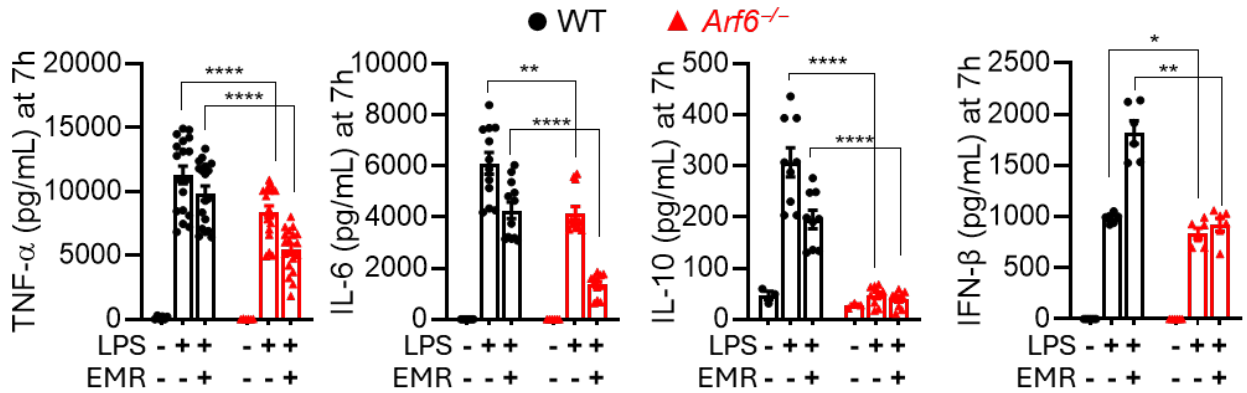 WT Arf6⁻/⁻
TNF-α (pg/mL) at 7h
20000
15000
10000
5000
0
**** 
****
LPS - + + - + +
EMR - - + - - +
IL-6 (pg/mL) at 7h
10000
8000
6000
4000
2000
0
**
****
LPS - + + - + +
EMR - - + - - +
IL-10 (pg/mL) at 7h
500
400
300
200
100
0
****
****
LPS - + + - + +
EMR - - + - - +
IFN-β (pg/mL) at 7h
2500
2000
1500
1000
500
0
*
**
LPS - + + - + +
EMR - - + - - +